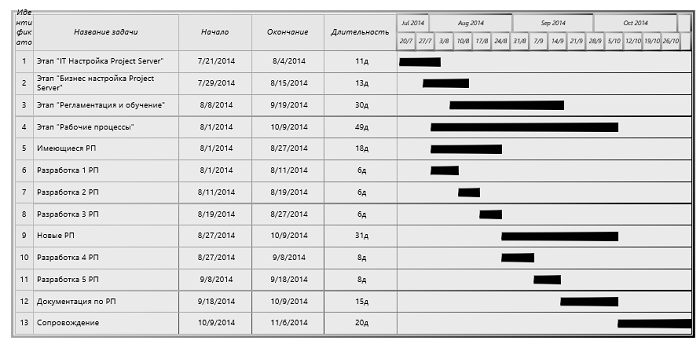 Иде
нти
фик
ато
Название задачи Начало Окончание Длительность
Jul 2014 Aug 2014 Sep 2014 Oct 2014
20/7 27/7 3/8 10/8 17/8 24/8 31/8 7/9 14/9 21/9 28/9 5/10 12/10 19/10 26/10
1 Этап "IT Настройка Project Server" 7/21/2014 8/4/2014 11д
2 Этап "Бизнес настройка Project
Server" 7/29/2014 8/15/2014 13д
3 Этап "Регламентация и обучение" 8/8/2014 9/19/2014 30д
4 Этап "Рабочие процессы" 8/1/2014 10/9/2014 49д
5 Имеющиеся РП 8/1/2014 8/27/2014 18д
6 Разработка 1 РП 8/1/2014 8/11/2014 6д
7 Разработка 2 РП 8/11/2014 8/19/2014 6д
8 Разработка 3 РП 8/19/2014 8/27/2014 6д
9 Новые РП 8/27/2014 10/9/2014 31д
10 Разработка 4 РП 8/27/2014 9/8/2014 8д
11 Разработка 5 РП 9/8/2014 9/18/2014 8д
12 Документация по РП 9/18/2014 10/9/2014 15д
13 Сопровождение 10/9/2014 11/6/2014 20д